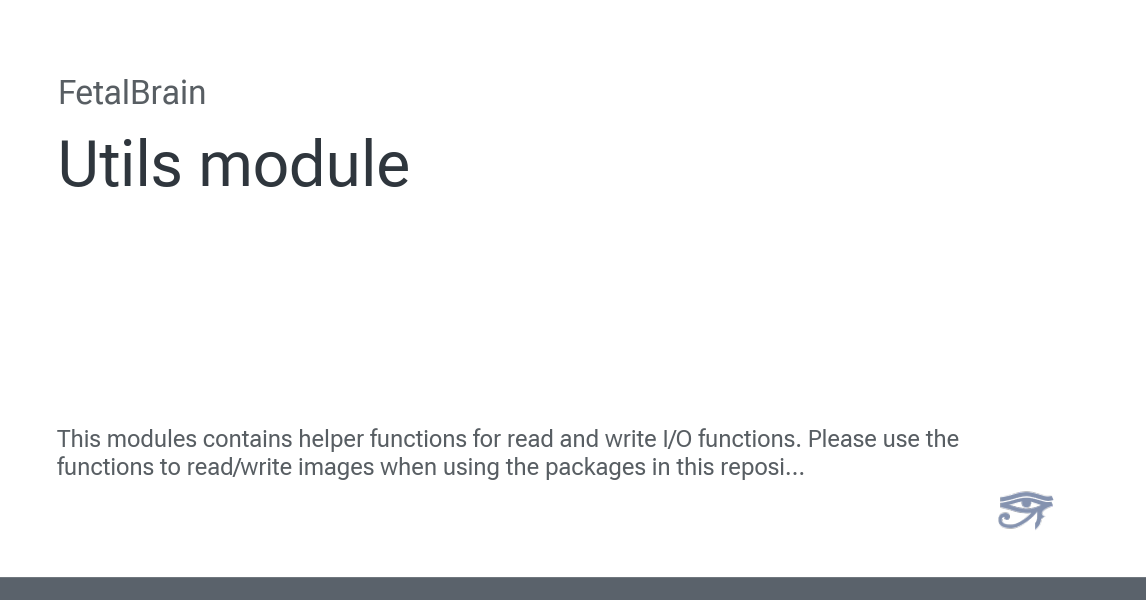 FetalBrain
Utils module
This modules contains helper functions for read and write I/O functions. Please use the
functions to read/write images when using the packages in this reposi...